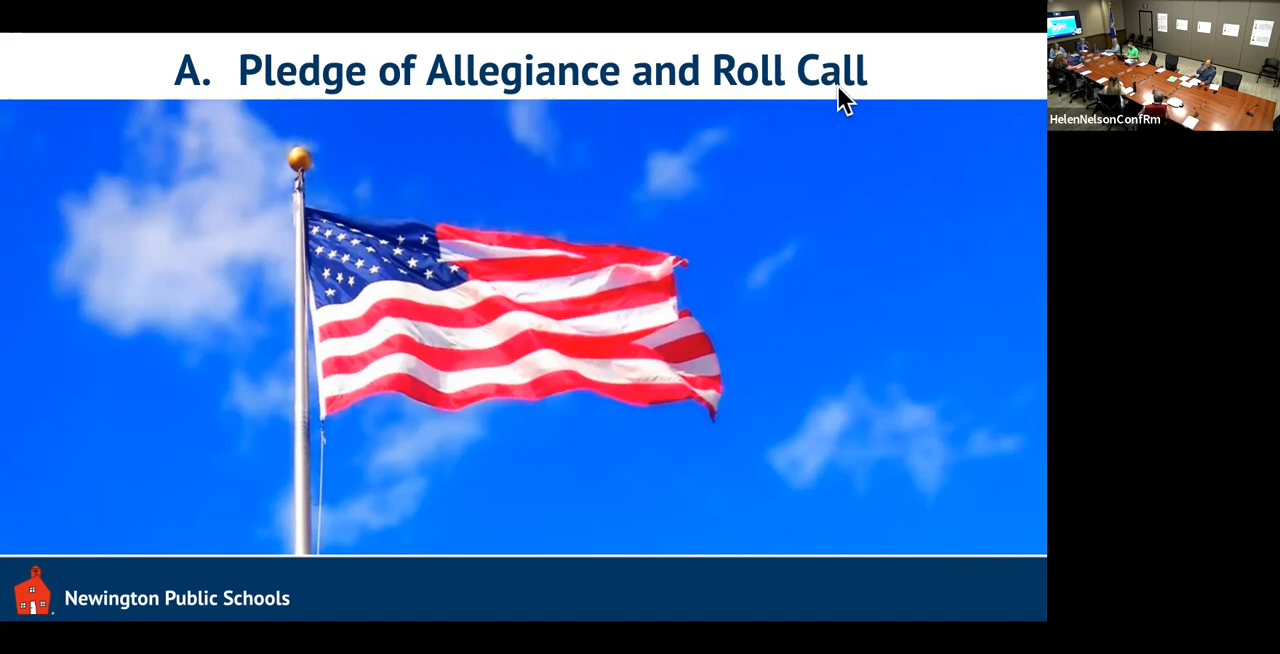 A. Pledge of Allegiance and Roll Call
HelenNelsonConfRm
Newington Public Schools